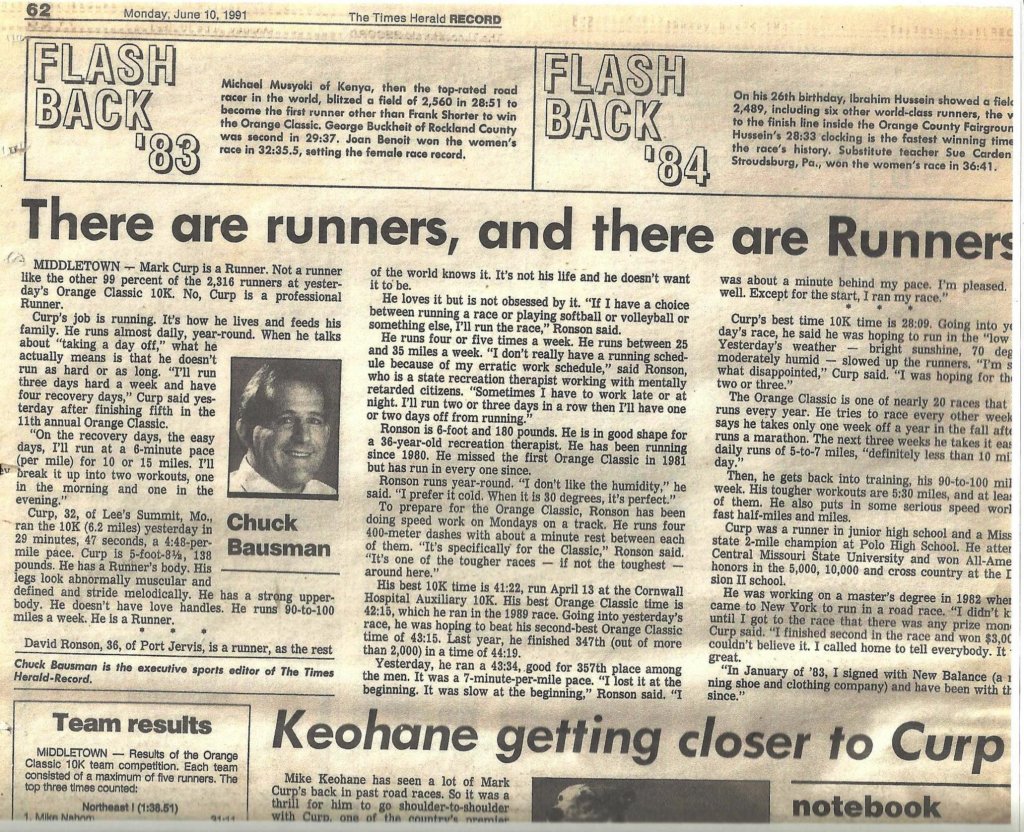 62 Monday, June 10, 1991 The Times Herald RECORD
FLASH
BACK
'83
Michael Musyoki of Kenya, then the top-rated road
racer in the world, blitzed a field of 2,560 in 28:51 to
become the first runner other than Frank Shorter to win
the Orange Classic. George Buckheit of Rockland County
was second in 29:37. Joan Benoit won the women's
race in 32:35.5, setting the female race record.
FLASH
BACK
'84
On his 26th birthday, Ibrahim Hussein showed a field
2,489, including six other world-class runners, the w
to the finish line inside the Orange County Fairgroun
Hussein's 28:33 clocking is the fastest winning time
the race's history. Substitute teacher Sue Carden
Stroudsburg, Pa., won the women's race in 36:41.
There are runners, and there are Runners
MIDDLETOWN — Mark Curp is a Runner. Not a runner
like the other 99 percent of the 2,316 runners at yester-
day's Orange Classic 10K. No, Curp is a professional
Runner.
Curp's job is running. It's how he lives and feeds his
family. He runs almost daily, year-round. When he talks
about "taking a day off," what he
actually means is that he doesn't
run as hard or as long. "I'll run
three days hard a week and have
four recovery days," Curp said yes-
terday after finishing fifth in the
11th annual Orange Classic.
"On the recovery days, the easy
days, I'll run at a 6-minute pace
(per mile) for 10 or 15 miles. I'll
break it up into two workouts, one
in the morning and one in the
evening."
Curp, 32, of Lee's Summit, Mo.,
ran the 10K (6.2 miles) yesterday in
29 minutes, 47 seconds, a 4:48-per-
mile pace. Curp is 5-foot-8½, 138
pounds. He has a Runner's body. His
legs look abnormally muscular and
defined and stride melodically. He has a strong upper-
body. He doesn't have love handles. He runs 90-to-100
miles a week. He is a Runner.
* * *
David Ronson, 36, of Port Jervis, is a runner, as the rest
Chuck
Bausman
Chuck Bausman is the executive sports editor of The Times
Herald-Record.
of the world knows it. It's not his life and he doesn't want
it to be.
He loves it but is not obsessed by it. "If I have a choice
between running a race or playing softball or volleyball or
something else, I'll run the race," Ronson said.
He runs four or five times a week. He runs between 25
and 35 miles a week. "I don't really have a running sched-
ule because of my erratic work schedule," said Ronson,
who is a state recreation therapist working with mentally
retarded citizens. "Sometimes I have to work late or at
night. I'll run two or three days in a row then I'll have one
or two days off from running."
Ronson is 6-foot and 180 pounds. He is in good shape for
a 36-year-old recreation therapist. He has been running
since 1980. He missed the first Orange Classic in 1981
but has run in every one since.
Ronson runs year-round. "I don't like the humidity," he
said. "I prefer it cold. When it is 30 degrees, it's perfect."
To prepare for the Orange Classic, Ronson has been
doing speed work on Mondays on a track. He runs four
400-meter dashes with about a minute rest between each
of them. "It's specifically for the Classic," Ronson said.
"It's one of the tougher races — if not the toughest —
around here."
His best 10K time is 41:22, run April 13 at the Cornwall
Hospital Auxiliary 10K. His best Orange Classic time is
42:15, which he ran in the 1989 race. Going into yesterday's
race, he was hoping to beat his second-best Orange Classic
time of 43:15. Last year, he finished 347th (out of more
than 2,000) in a time of 44:19.
Yesterday, he ran a 43:34, good for 357th place among
the men. It was a 7-minute-per-mile pace. "I lost it at the
beginning. It was slow at the beginning," Ronson said. "I
was about a minute behind my pace. I'm pleased.
well. Except for the start, I ran my race."
* * *
Curp's best time 10K time is 28:09. Going into ye
day's race, he said he was hoping to run in the "low
Yesterday's weather — bright sunshine, 70 deg
moderately humid — slowed up the runners. "I'm s
what disappointed," Curp said. "I was hoping for th
two or three."
The Orange Classic is one of nearly 20 races that
runs every year. He tries to race every other week
says he takes only one week off a year in the fall afte
runs a marathon. The next three weeks he takes it eas
daily runs of 5-to-7 miles, "definitely less than 10 mi
day."
Then, he gets back into training, his 90-to-100 mil
week. His tougher workouts are 5:30 miles, and at leas
of them. He also puts in some serious speed work
fast half-miles and miles.
Curp was a runner in junior high school and a Miss
state 2-mile champion at Polo High School. He atten
Central Missouri State University and won All-Ame
honors in the 5,000, 10,000 and cross country at the D
sion II school.
He was working on a master's degree in 1982 when
came to New York to run in a road race. "I didn't k
until I got to the race that there was any prize mon
Curp said. "I finished second in the race and won $3,00
couldn't believe it. I called home to tell everybody. It
great.
"In January of '83, I signed with New Balance (a r
ning shoe and clothing company) and have been with th
since."
Team results
MIDDLETOWN — Results of the Orange
Classic 10K team competition. Each team
consisted of a maximum of five runners. The
top three times counted:
Northeast I (1:38.51)
Keohane getting closer to Curp
Mike Keohane has seen a lot of Mark
Curp's back in past road races. So it was a
thrill for him to go shoulder-to-shoulder
with Curp, one of the country's premier
notebook